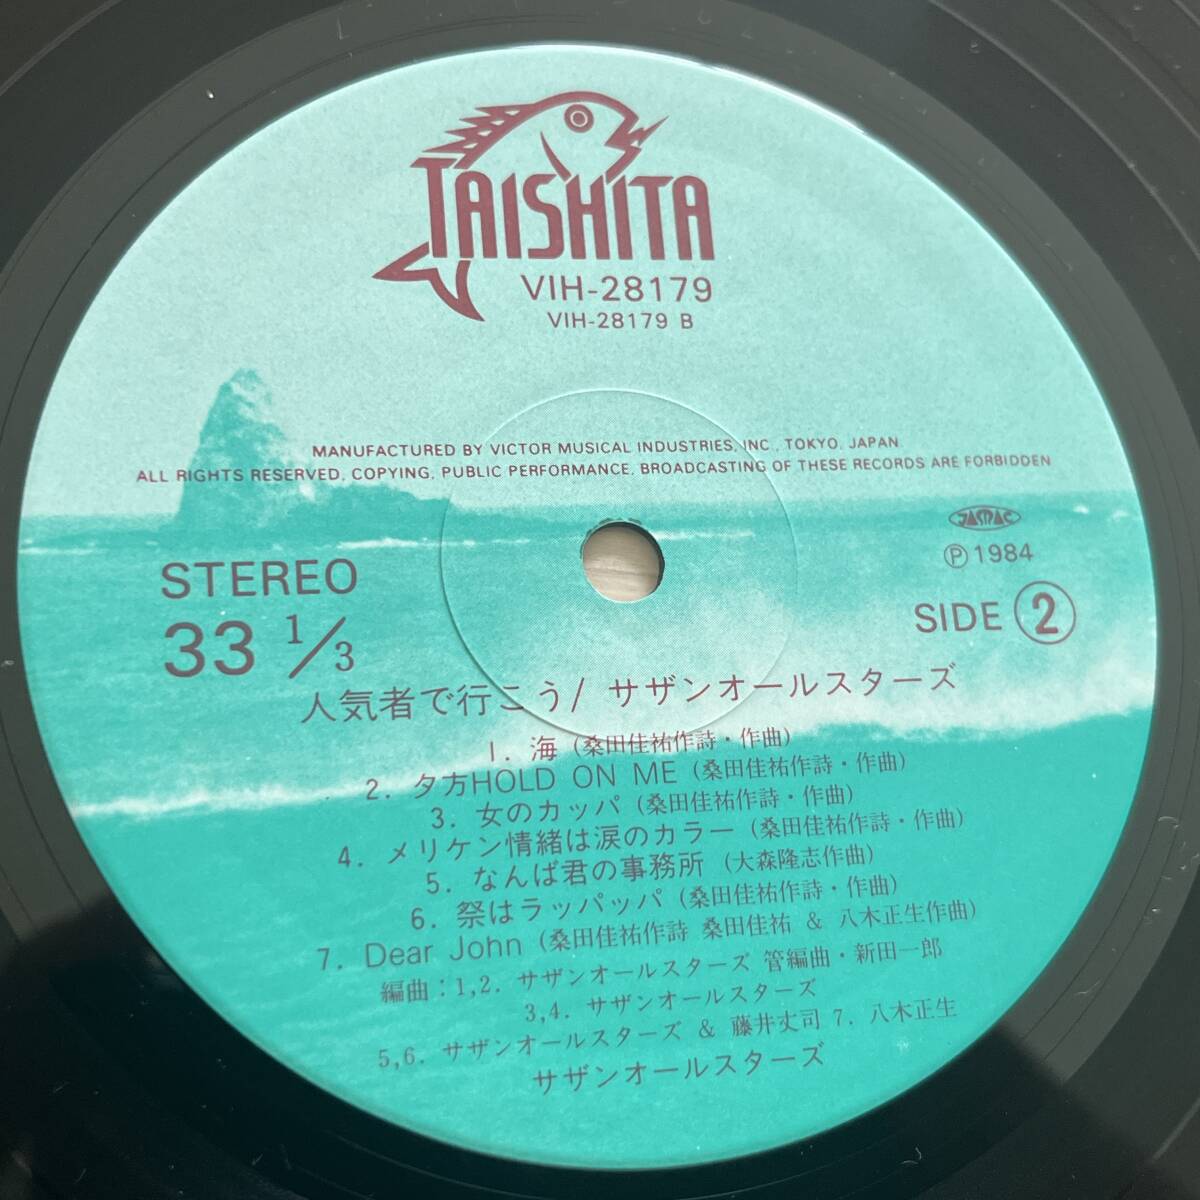 TAISHITA
VIH-28179
VIH-28179 B
MANUFACTURED BY VICTOR MUSICAL INDUSTRIES, INC., TOKYO, JAPAN
ALL RIGHTS RESERVED, COPYING, PUBLIC PERFORMANCE, BROADCASTING OF THESE RECORDS ARE FORBIDDEN
JASRAC
Ⓟ 1984
STEREO
33 1/3
SIDE ②
人気者で行こう/ サザンオールスターズ
1. 海 (桑田佳祐作詩・作曲)
2. 夕方HOLD ON ME (桑田佳祐作詩・作曲)
3. 女のカッパ (桑田佳祐作詩・作曲)
4. メリケン情緒は涙のカラー (桑田佳祐作詩・作曲)
5. なんば君の事務所 (大森隆志作曲)
6. 祭はラッパッパ (桑田佳祐作詩・作曲)
7. Dear John (桑田佳祐作詩 桑田佳祐 & 八木正生作曲)
編曲:1,2. サザンオールスターズ 管編曲・新田一郎
3,4. サザンオールスターズ
5,6. サザンオールスターズ & 藤井丈司 7. 八木正生
サザンオールスターズ